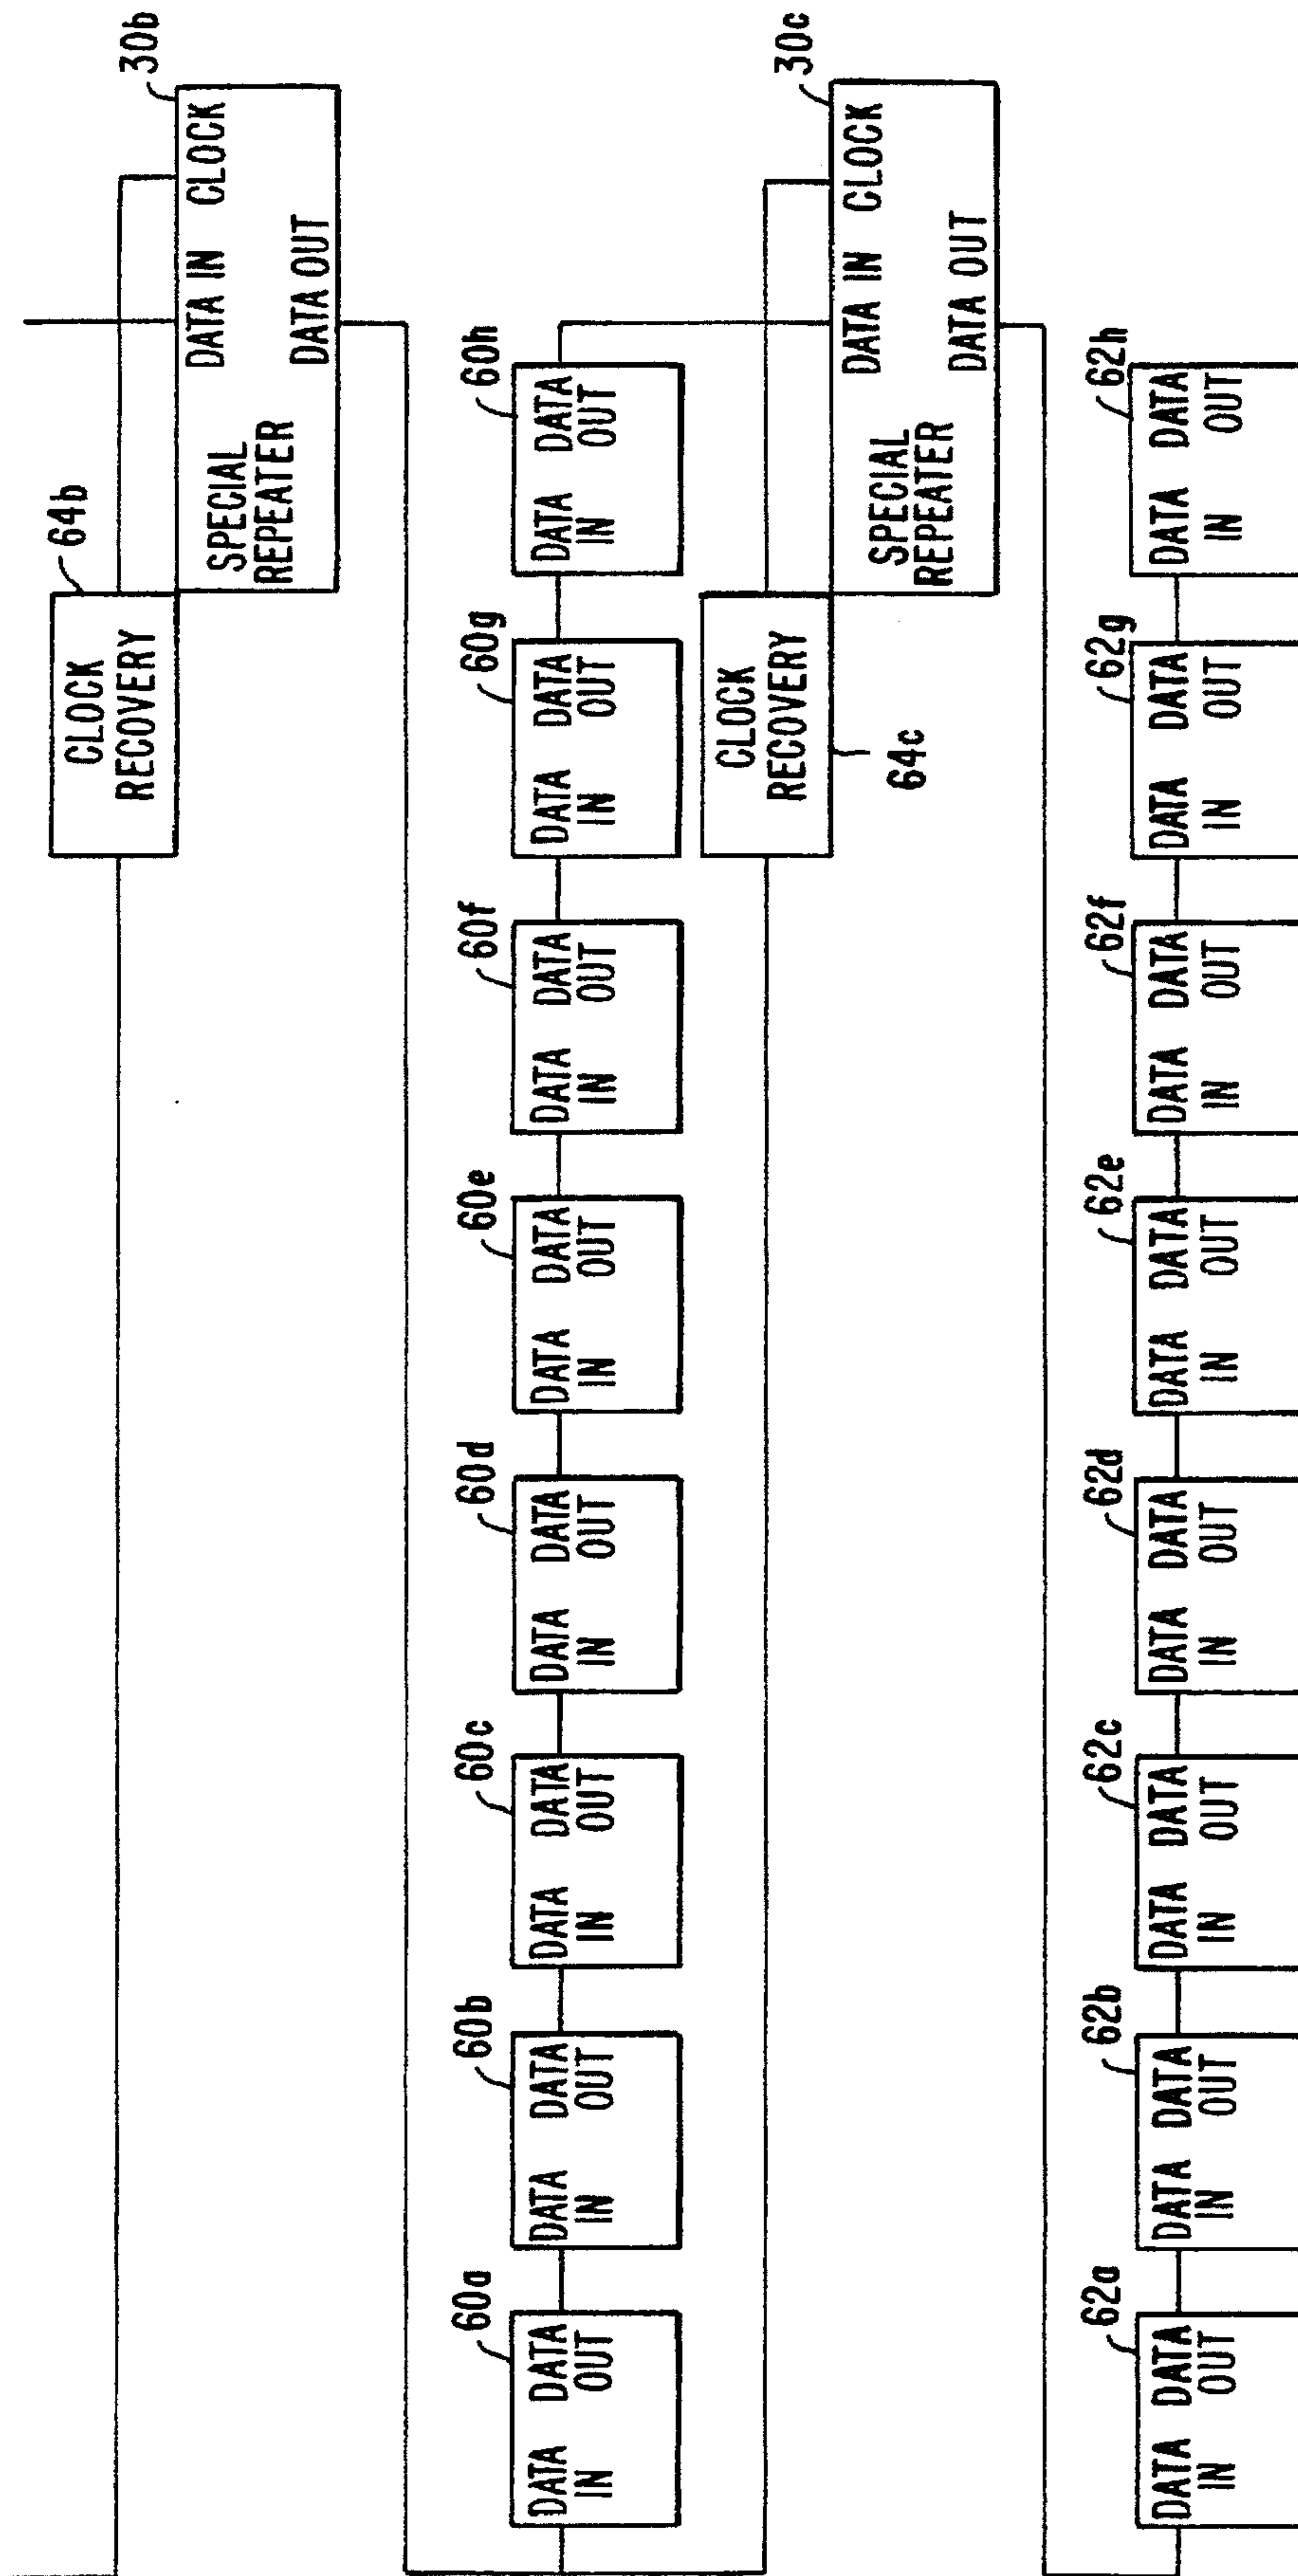 64b
30b
CLOCK
RECOVERY
DATA IN CLOCK
SPECIAL
REPEATER
DATA OUT
60a
60b
60c
60d
60e
60f
60g
60h
DATA DATA
IN OUT
DATA DATA
IN OUT
DATA DATA
IN OUT
DATA DATA
IN OUT
DATA DATA
IN OUT
DATA DATA
IN OUT
DATA DATA
IN OUT
DATA DATA
IN OUT
30c
CLOCK
RECOVERY
64c
DATA IN CLOCK
SPECIAL
REPEATER
DATA OUT
62a
62b
62c
62d
62e
62f
62g
62h
DATA DATA
IN OUT
DATA DATA
IN OUT
DATA DATA
IN OUT
DATA DATA
IN OUT
DATA DATA
IN OUT
DATA DATA
IN OUT
DATA DATA
IN OUT
DATA DATA
IN OUT